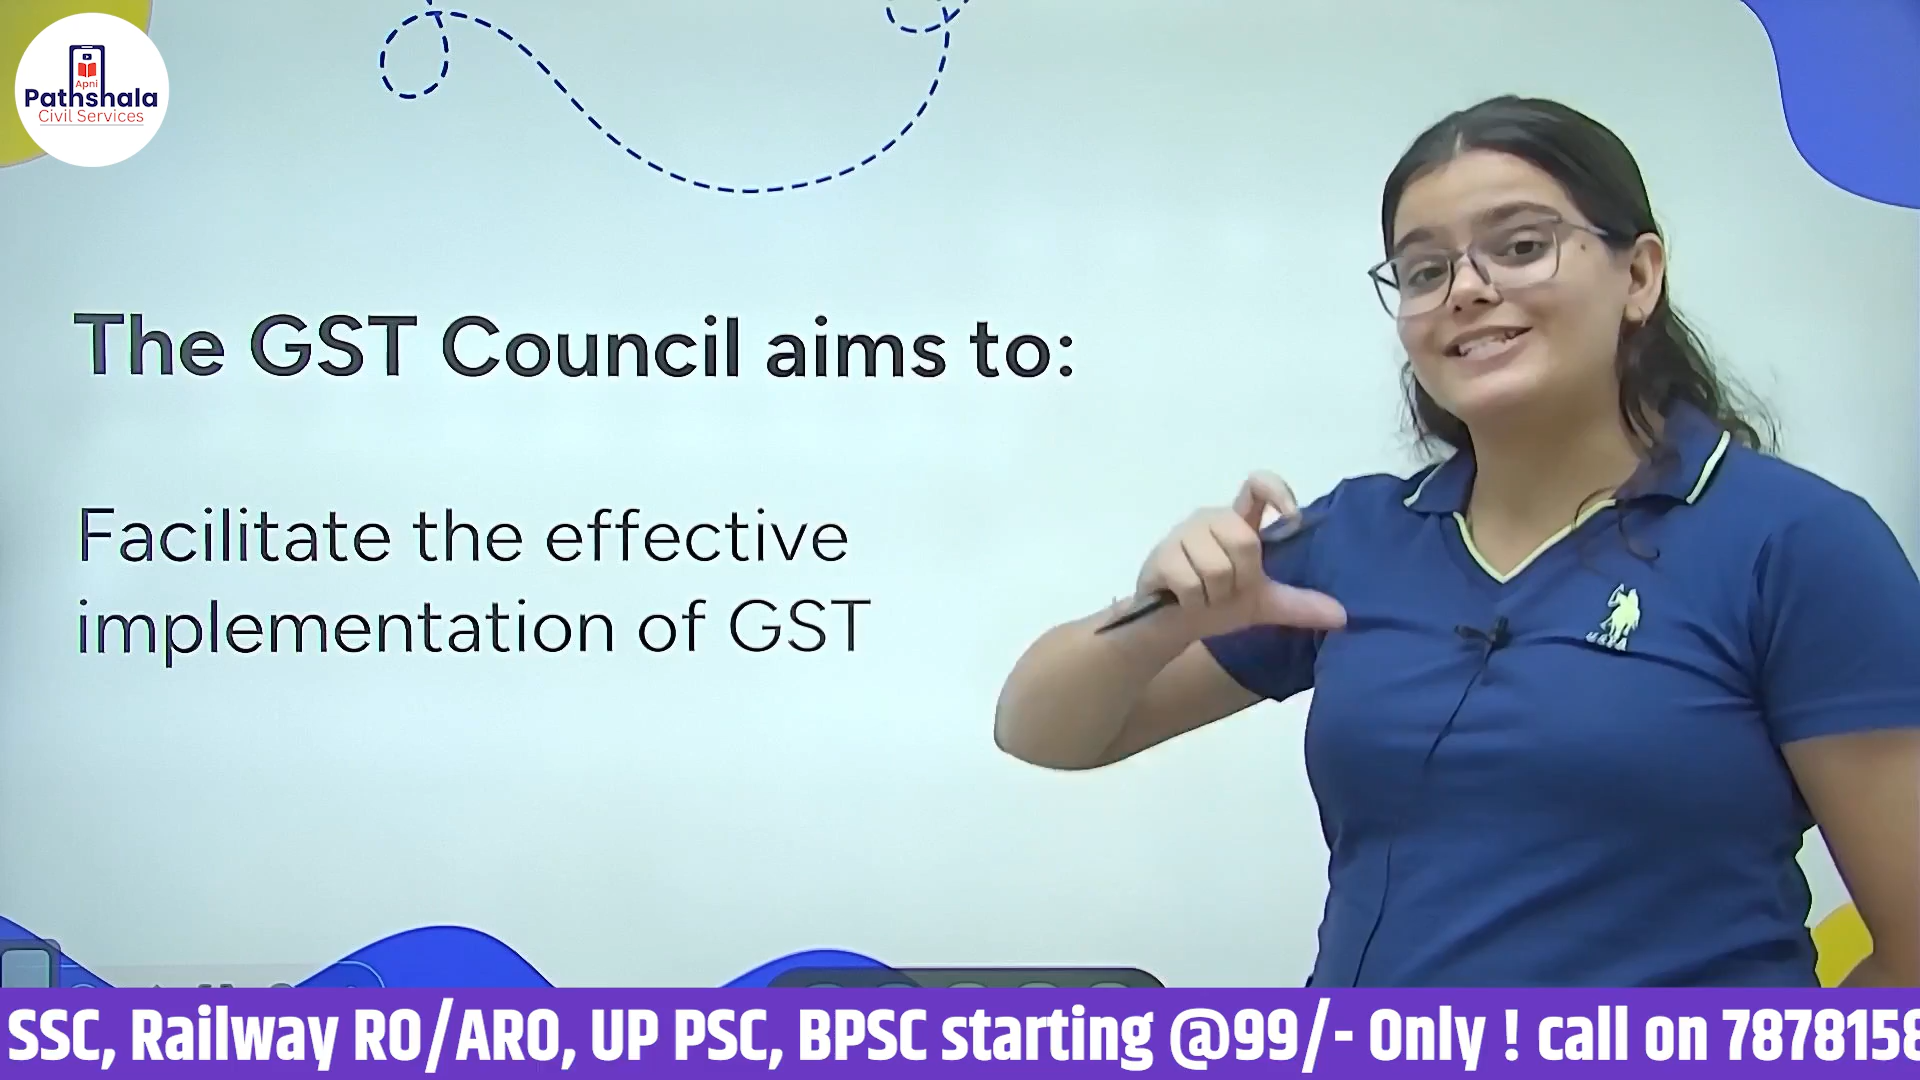 Apni
Pathshala
Civil Services
The GST Council aims to:
Facilitate the effective
implementation of GST
USPA
SSC, Railway RO/ARO, UP PSC, BPSC starting @99/- Only ! call on 7878158